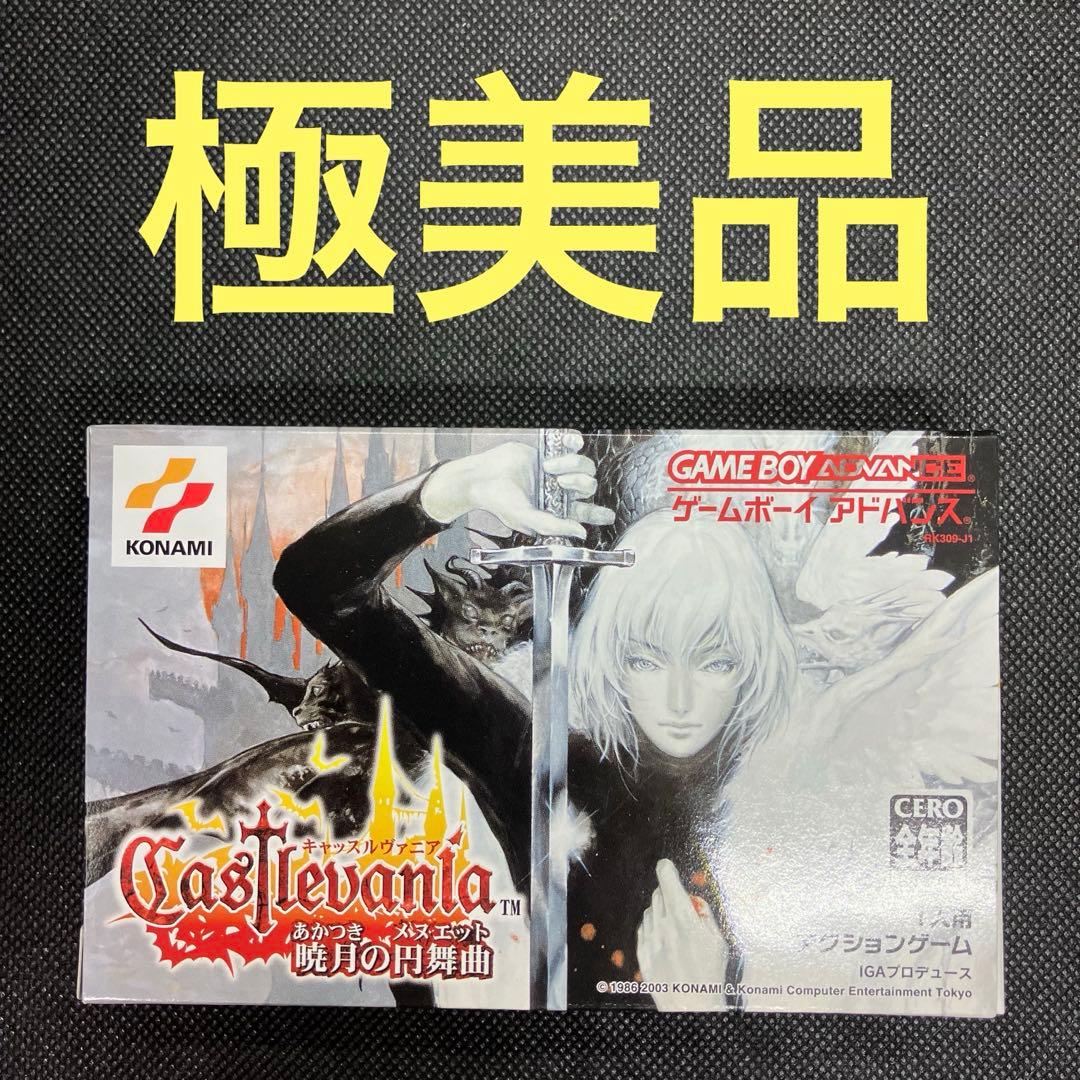 極美品
KONAMI
GAME BOY ADVANCE
ゲームボーイ アドバンス
RK309-J1
キャッスルヴァニア
Castlevania™
あかつき メヌエット
暁月の円舞曲
CERO
全年齢
1人用
アクションゲーム
IGAプロデュース
© 1986 2003 KONAMI & Konami Computer Entertainment Tokyo